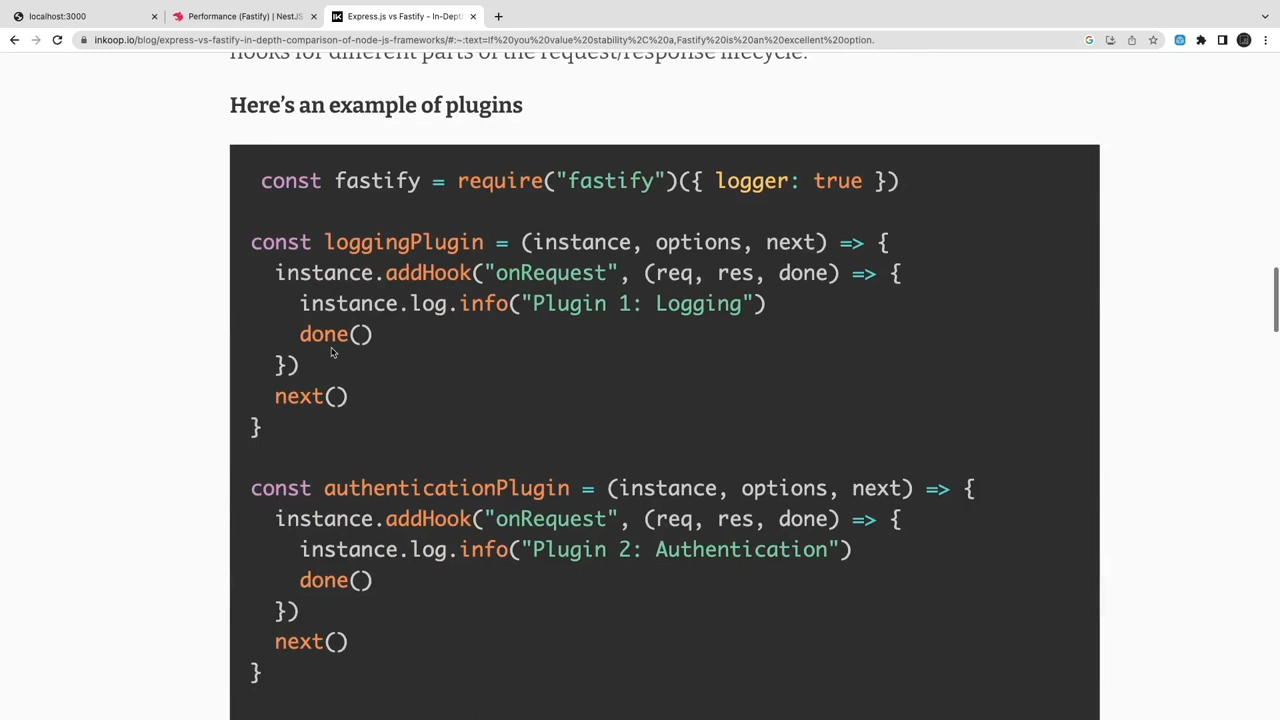 localhost:3000
Performance (Fastify) | NestJS
Express.js vs Fastify - In-Dept
inkoop.io/blog/express-vs-fastify-in-depth-comparison-of-node-js-frameworks/#:~:text=If%20you%20value%20stability%2C%20a,Fastify%20is%20an%20excellent%20option.
hooks for different parts of the request/response lifecycle.
Here’s an example of plugins
const fastify = require("fastify")({ logger: true })
const loggingPlugin = (instance, options, next) => {
instance.addHook("onRequest", (req, res, done) => {
instance.log.info("Plugin 1: Logging")
done()
})
next()
}
const authenticationPlugin = (instance, options, next) => {
instance.addHook("onRequest", (req, res, done) => {
instance.log.info("Plugin 2: Authentication")
done()
})
next()
}